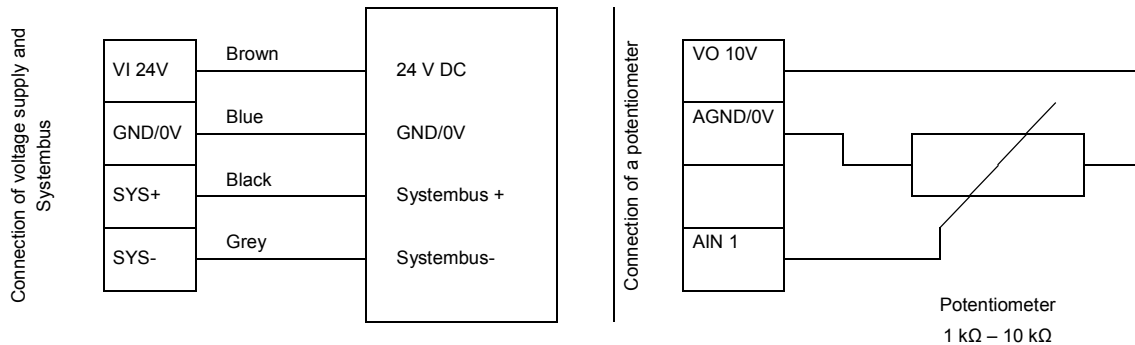 Connection of voltage supply and
Systembus
VI 24V
Brown
24 V DC
GND/0V
Blue
GND/0V
SYS+
Black
Systembus +
SYS-
Grey
Systembus-
Connection of a potentiometer
VO 10V
AGND/0V
AIN 1
Potentiometer
1 kΩ – 10 kΩ